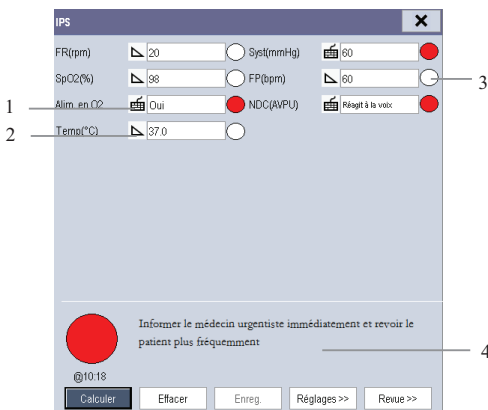 IPS
FR(rpm) 20 Syst(mmHg) 60
SpO2(%) 98 FP(bpm) 60 3
1 Alim. en O2 Oui NDC(AVPU) Réagit à la voix
2 Temp(°C) 37.0
Informer le médecin urgentiste immédiatement et revoir le
patient plus fréquemment
4
@10:18
Calculer Effacer Enreg. Réglages >> Revue >>